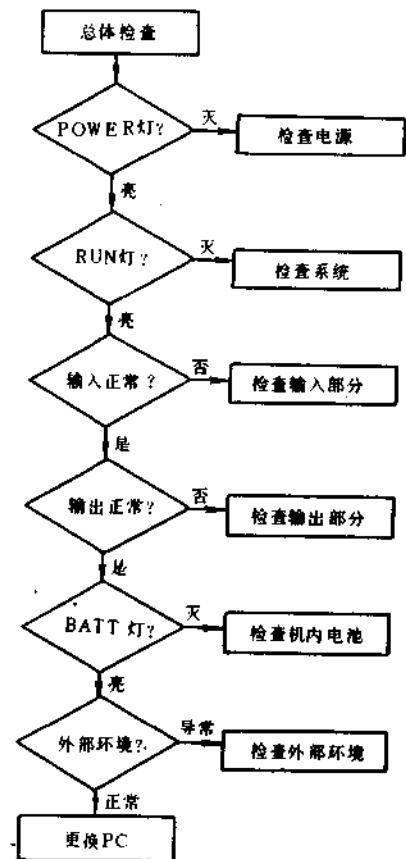 总体检查
POWER灯?
灭
检查电源
亮
RUN灯?
灭
检查系统
亮
输入正常?
否
检查输入部分
是
输出正常?
否
检查输出部分
是
BATT灯?
灭
检查机内电池
亮
外部环境?
异常
检查外部环境
正常
更换PC